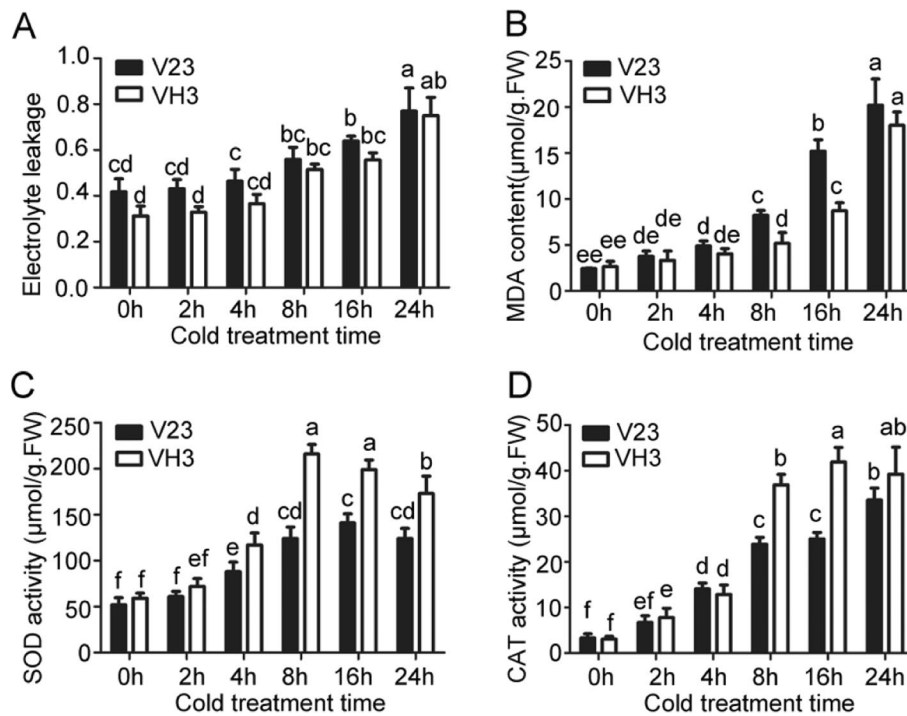 A
Electrolyte leakage
1.0
0.8
0.6
0.4
0.2
0.0
V23
VH3
cd d cd d c cd bc bc b bc a ab
0h 2h 4h 8h 16h 24h
Cold treatment time
B
MDA content(μmol/g.FW)
25
20
15
10
5
0
V23
VH3
ee ee de de d de c d b c a a
0h 2h 4h 8h 16h 24h
Cold treatment time
C
SOD activity (μmol/g.FW)
250
200
150
100
50
0
V23
VH3
f f f ef e d cd a c a cd b
0h 2h 4h 8h 16h 24h
Cold treatment time
D
CAT activity (μmol/g.FW)
50
40
30
20
10
0
V23
VH3
f f ef e d d c b c a b ab
0h 2h 4h 8h 16h 24h
Cold treatment time